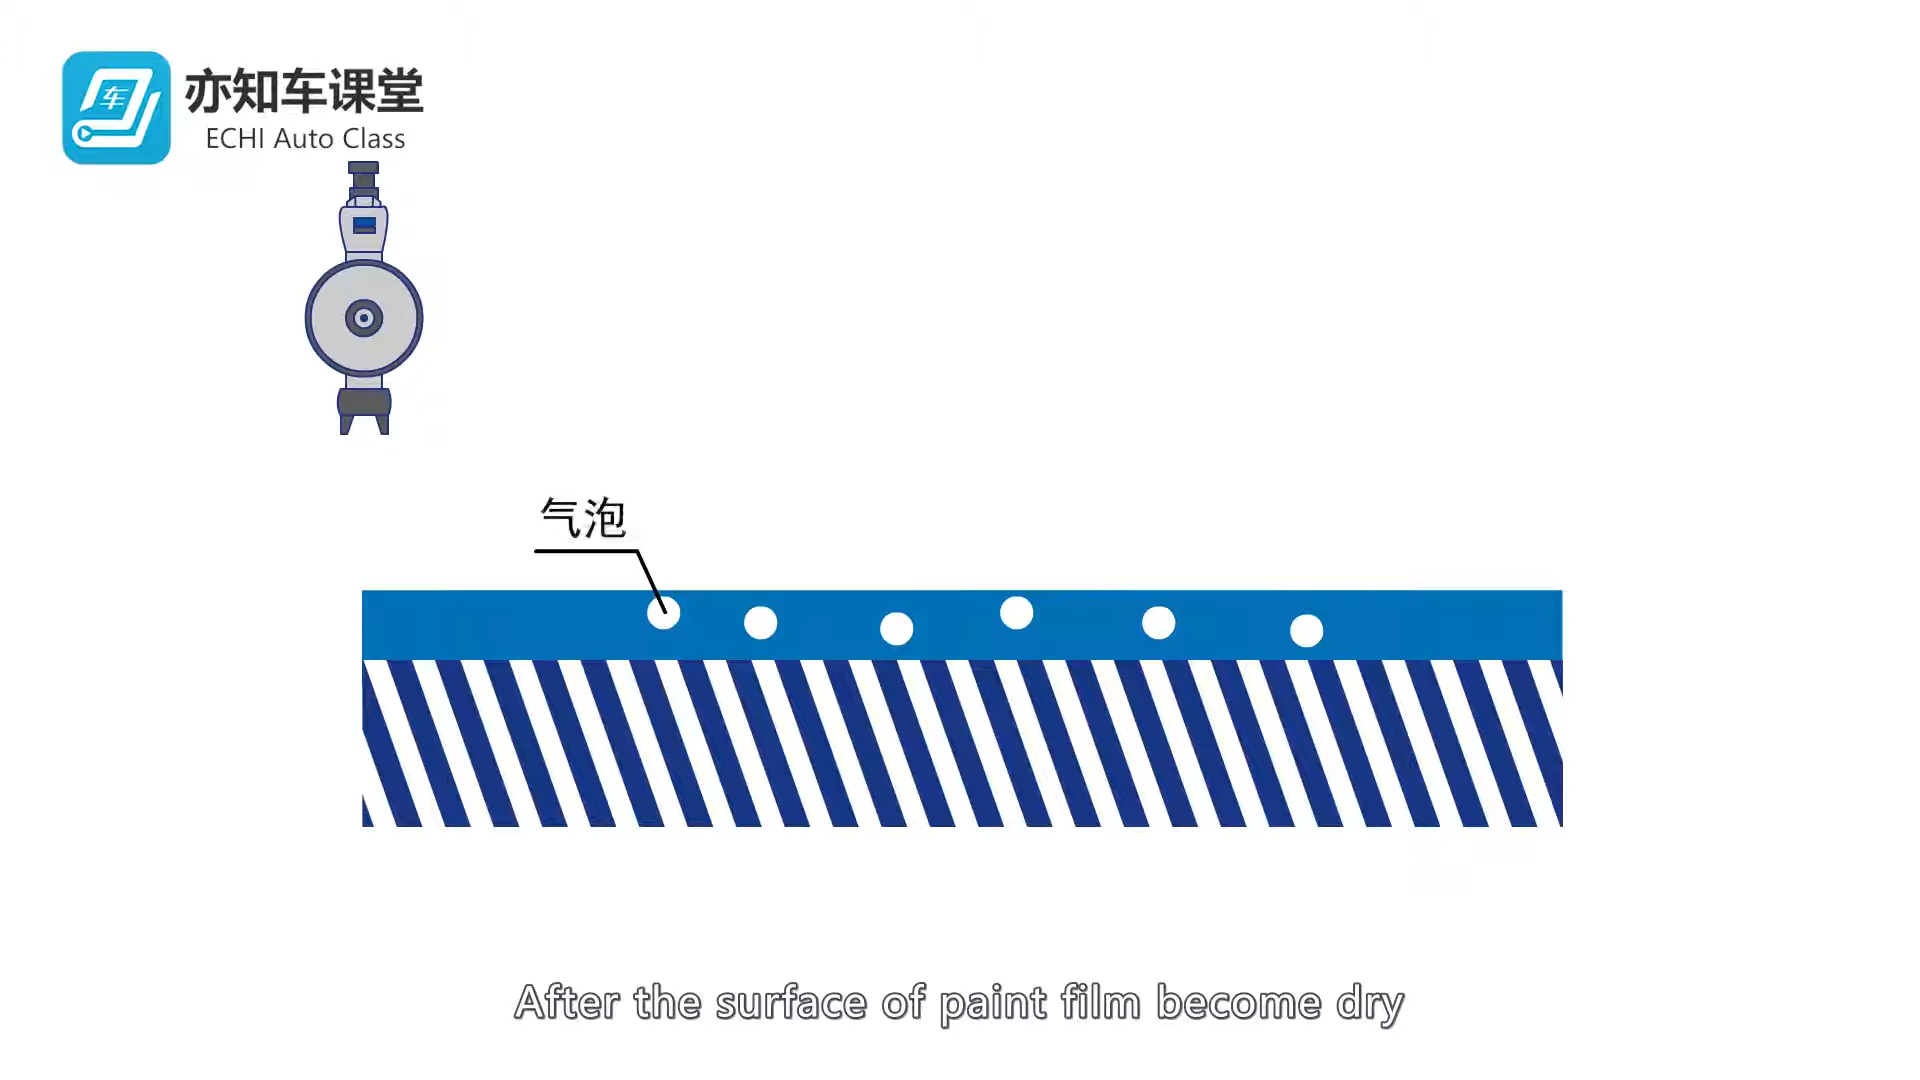 车
亦知车课堂
ECHI Auto Class
气泡
After the surface of paint film become dry